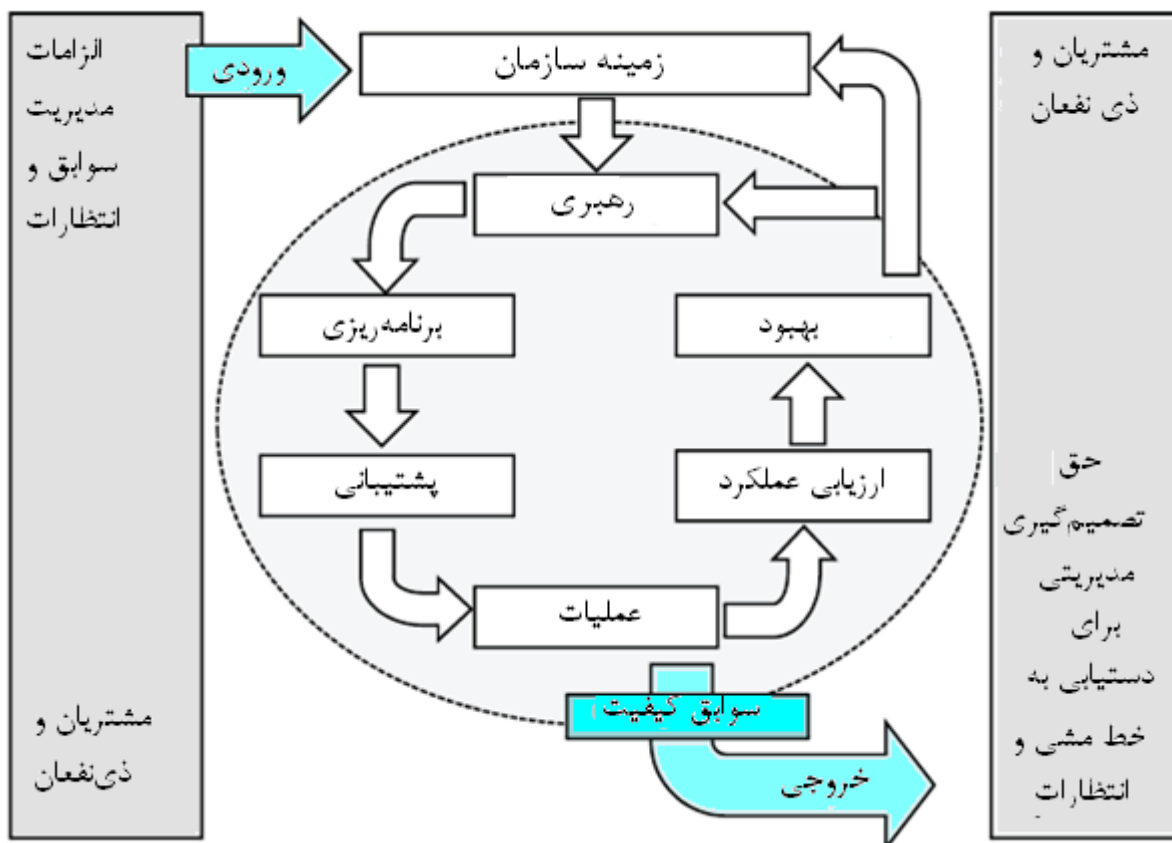 مشتریان و
ذی نفعان
حق
تصمیم‌گیری
مدیریتی
برای
دستیابی به
خط مشی و
انتظارات
زمینه سازمان
رهبری
بهبود
برنامه‌ریزی
ارزیابی عملکرد
پشتیبانی
عملیات
سوابق کیفیت
خروجی
ورودی
الزامات
مدیریت
سوابق و
انتظارات
مشتریان و
ذی‌نفعان